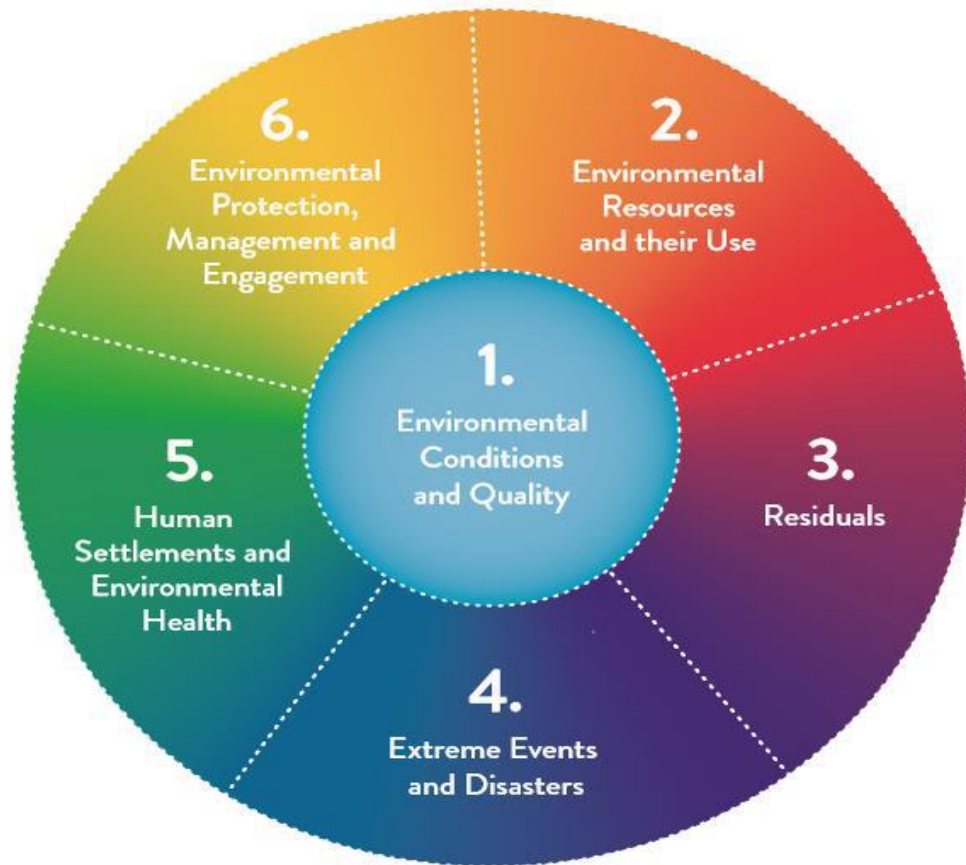 1.
Environmental
Conditions
and Quality
2.
Environmental
Resources
and their Use
3.
Residuals
4.
Extreme Events
and Disasters
5.
Human
Settlements and
Environmental
Health
6.
Environmental
Protection,
Management and
Engagement